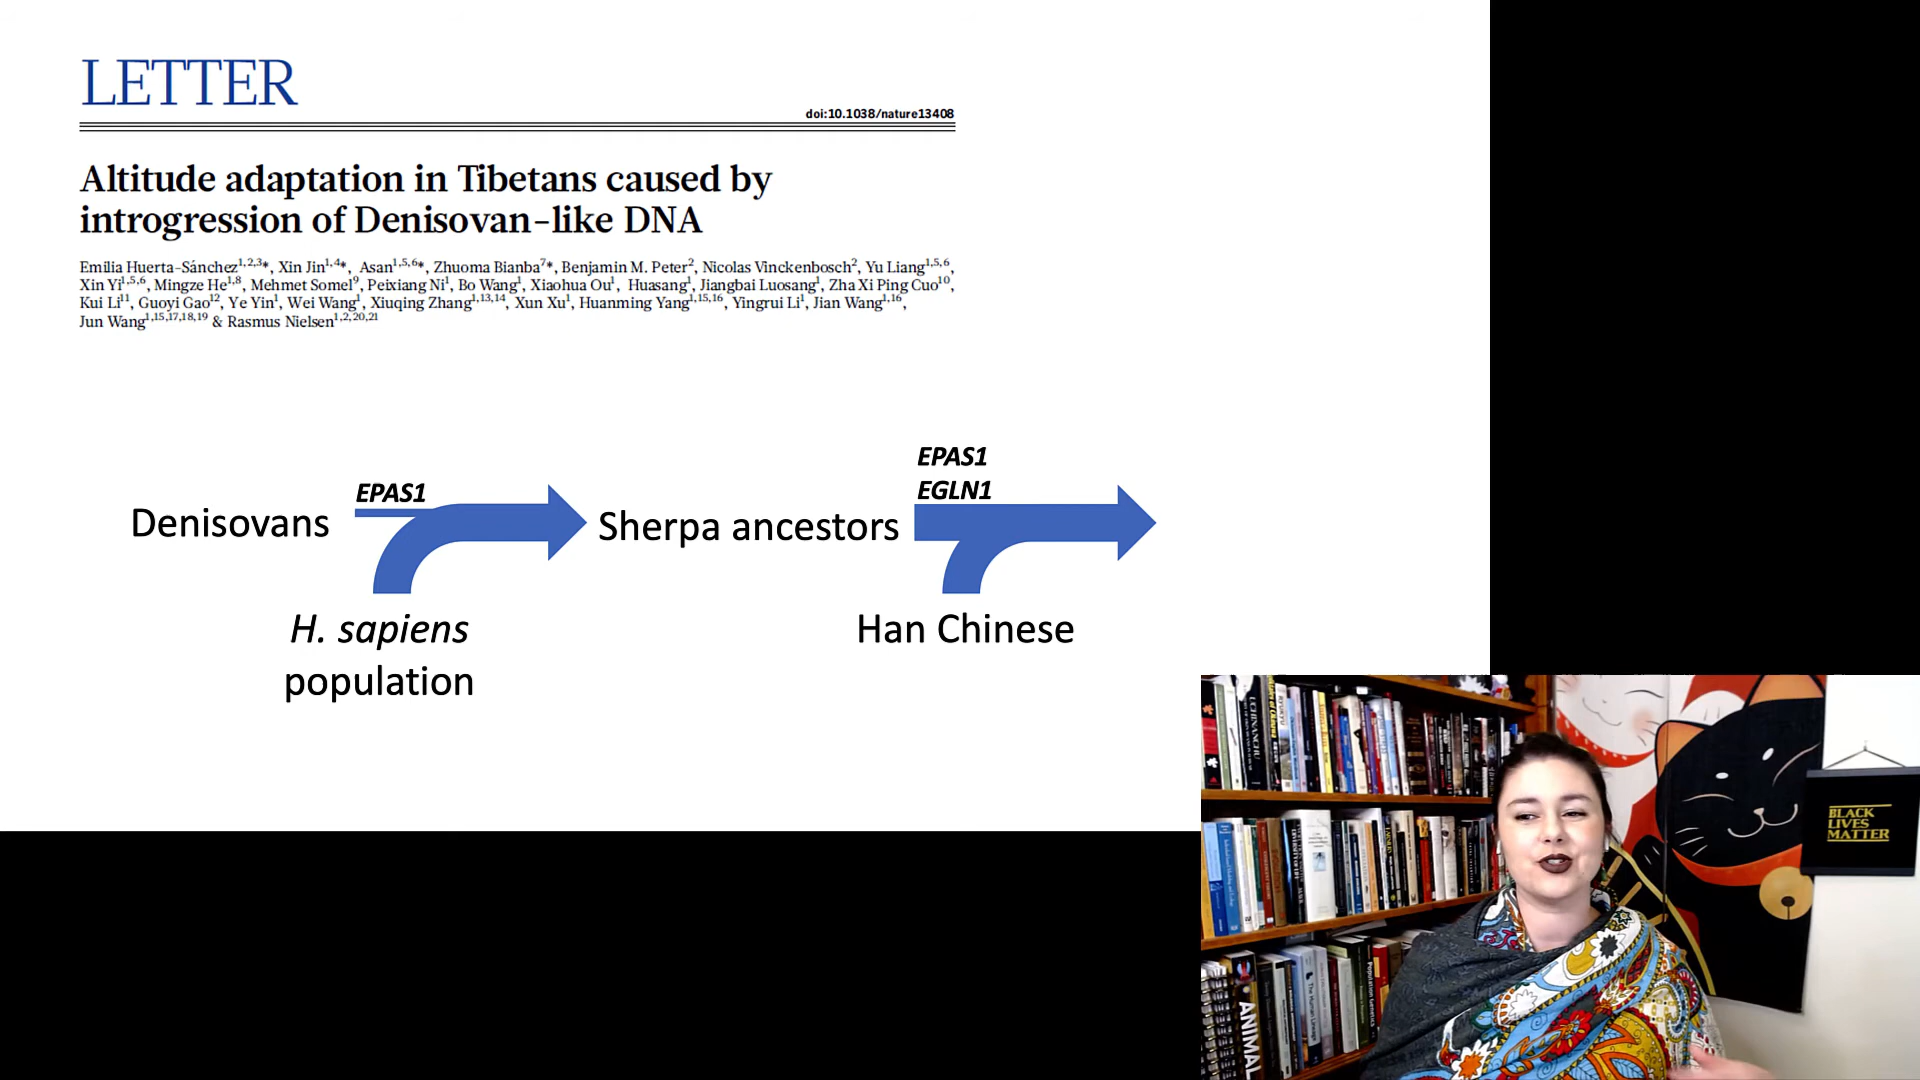 LETTER
doi:10.1038/nature13408
Altitude adaptation in Tibetans caused by
introgression of Denisovan-like DNA
Emilia Huerta-Sánchez1,2,3*, Xin Jin1,4*, Asan1,5,6*, Zhuoma Bianba7*, Benjamin M. Peter2, Nicolas Vinckenbosch2, Yu Liang1,5,6,
Xin Yi1,5,6, Mingze He1,8, Mehmet Somel9, Peixiang Ni1, Bo Wang1, Xiaohua Ou1, Huasang1, Jiangbai Luosang1, Zha Xi Ping Cuo10,
Kui Li11, Guoyi Gao12, Ye Yin1, Wei Wang1, Xiuqing Zhang1,13,14, Xun Xu1, Huanming Yang1,15,16, Yingrui Li1, Jian Wang1,16,
Jun Wang1,15,17,18,19 & Rasmus Nielsen1,2,20,21
EPAS1
EGLN1
EPAS1
Denisovans
Sherpa ancestors
H. sapiens
population
Han Chinese
BLACK
LIVES
MATTER
ANIMAL